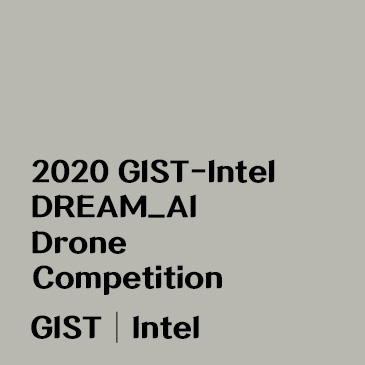 2020 GIST-Intel
DREAM_AI
Drone
Competition
GIST | Intel